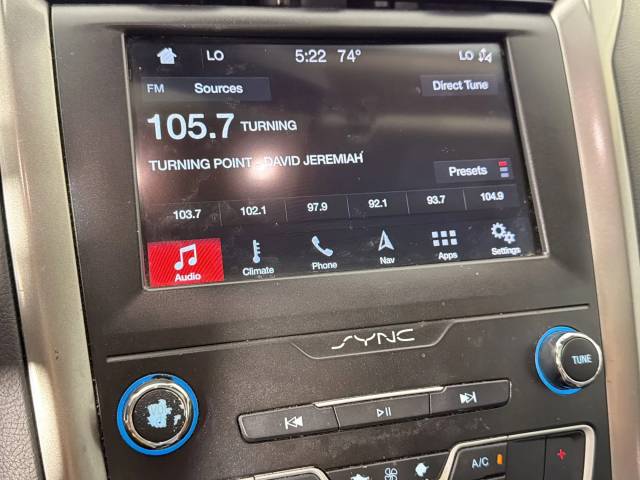 LO 5:22 74° LO
FM Sources Direct Tune
105.7 TURNING
TURNING POINT - DAVID JEREMIAH
Presets
103.7 102.1 97.9 92.1 93.7 104.9
Audio Climate Phone Nav Apps Settings
SYNC
TUNE
A/C
+